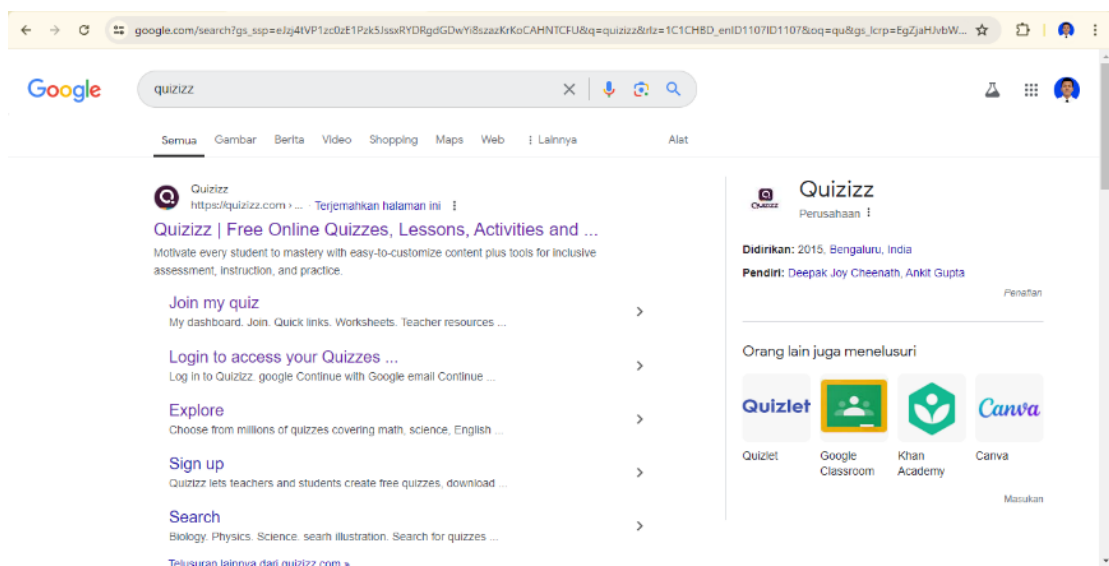 google.com/search?gs_ssp=eJzj4tVP1zc0zE1Pzk5JssxRYDRgdGDwYi8szazKrKoCAHNTCFU&q=quizizz&rlz=1C1CHBD_enID1107ID1107&oq=qu&gs_lcrp=EgZjaHJvbW...
Google
quizizz
Semua Gambar Berita Video Shopping Maps Web Lainnya Alat
Quizizz
https://quizizz.com › ... · Terjemahkan halaman ini
Quizizz | Free Online Quizzes, Lessons, Activities and ...
Motivate every student to mastery with easy-to-customize content plus tools for inclusive
assessment, instruction, and practice.
Join my quiz
My dashboard. Join. Quick links. Worksheets. Teacher resources ...
Login to access your Quizzes ...
Log in to Quizizz. google Continue with Google email Continue ...
Explore
Choose from millions of quizzes covering math, science, English ...
Sign up
Quizizz lets teachers and students create free quizzes, download ...
Search
Biology. Physics. Science. searh illustration. Search for quizzes ...
Telusuran lainnya dari quizizz.com »
Quizizz
Quizizz
Perusahaan
Didirikan: 2015, Bengaluru, India
Pendiri: Deepak Joy Cheenath, Ankit Gupta
Penafian
Orang lain juga menelusuri
Quizlet
Canva
Quizlet
Google
Classroom
Khan
Academy
Canva
Masukan